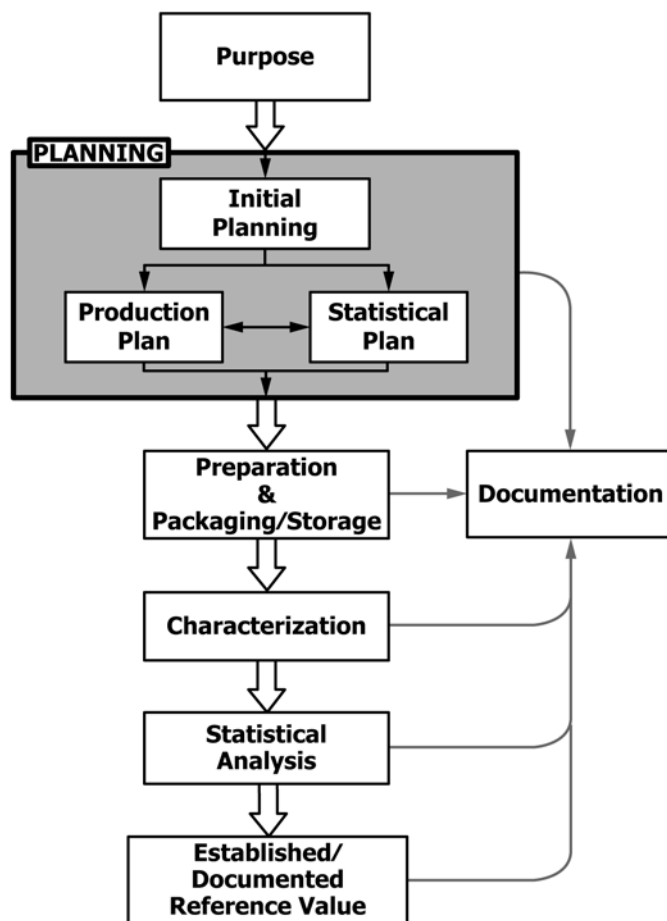 Purpose
PLANNING
Initial
Planning
Production
Plan
Statistical
Plan
Preparation
&
Packaging/Storage
Documentation
Characterization
Statistical
Analysis
Established/
Documented
Reference Value